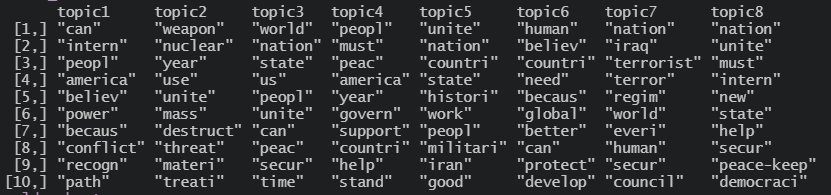 topic1 topic2 topic3 topic4 topic5 topic6 topic7 topic8
[1,] "can" "weapon" "world" "peopl" "unite" "human" "nation" "nation"
[2,] "intern" "nuclear" "nation" "must" "nation" "believ" "iraq" "unite"
[3,] "peopl" "year" "state" "peac" "countri" "countri" "terrorist" "must"
[4,] "america" "use" "us" "america" "state" "need" "terror" "intern"
[5,] "believ" "unite" "peopl" "year" "histori" "becaus" "regim" "new"
[6,] "power" "mass" "unite" "govern" "work" "global" "world" "state"
[7,] "becaus" "destruct" "can" "support" "peopl" "better" "everi" "help"
[8,] "conflict" "threat" "peac" "countri" "militari" "can" "human" "secur"
[9,] "recogn" "materi" "secur" "help" "iran" "protect" "secur" "peace-keep"
[10,] "path" "treati" "time" "stand" "good" "develop" "council" "democraci"